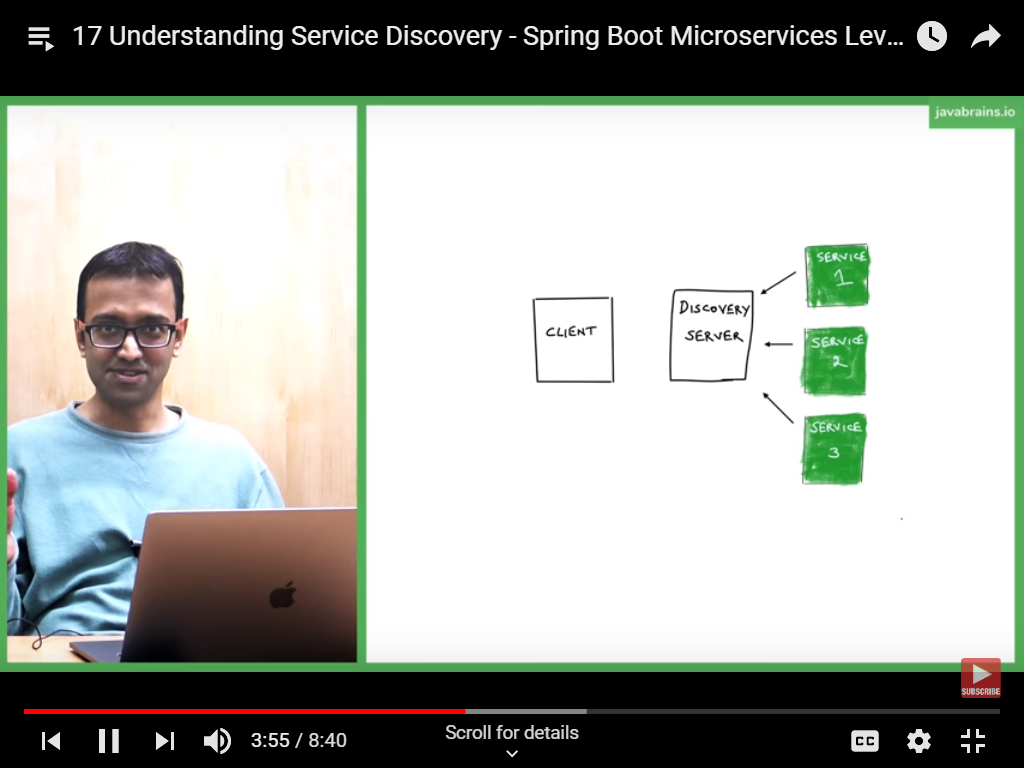 17 Understanding Service Discovery - Spring Boot Microservices Lev...
javabrains.io
CLIENT
DISCOVERY
SERVER
SERVICE
1
SERVICE
2
SERVICE
3
SUBSCRIBE
3:55 / 8:40
Scroll for details
CC